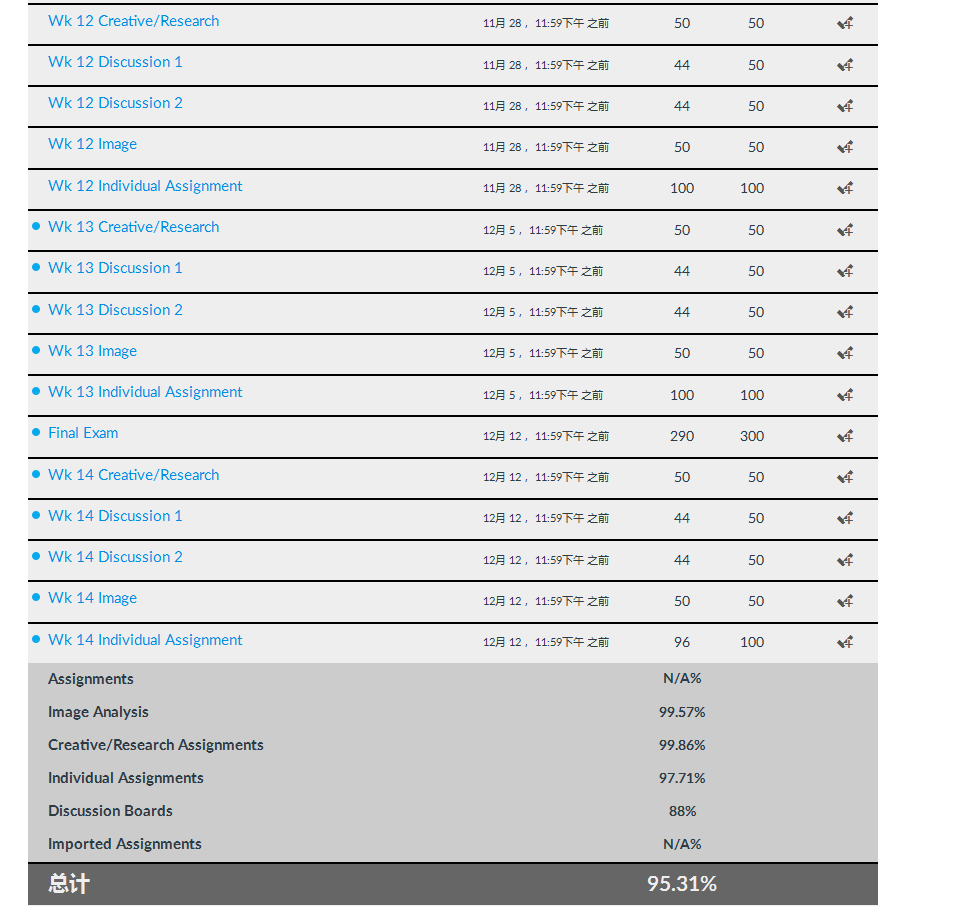 Wk 12 Creative/Research 11月 28 ，11:59下午 之前 50 50
Wk 12 Discussion 1 11月 28 ，11:59下午 之前 44 50
Wk 12 Discussion 2 11月 28 ，11:59下午 之前 44 50
Wk 12 Image 11月 28 ，11:59下午 之前 50 50
Wk 12 Individual Assignment 11月 28 ，11:59下午 之前 100 100
Wk 13 Creative/Research 12月 5 ，11:59下午 之前 50 50
Wk 13 Discussion 1 12月 5 ，11:59下午 之前 44 50
Wk 13 Discussion 2 12月 5 ，11:59下午 之前 44 50
Wk 13 Image 12月 5 ，11:59下午 之前 50 50
Wk 13 Individual Assignment 12月 5 ，11:59下午 之前 100 100
Final Exam 12月 12 ，11:59下午 之前 290 300
Wk 14 Creative/Research 12月 12 ，11:59下午 之前 50 50
Wk 14 Discussion 1 12月 12 ，11:59下午 之前 44 50
Wk 14 Discussion 2 12月 12 ，11:59下午 之前 44 50
Wk 14 Image 12月 12 ，11:59下午 之前 50 50
Wk 14 Individual Assignment 12月 12 ，11:59下午 之前 96 100
Assignments N/A%
Image Analysis 99.57%
Creative/Research Assignments 99.86%
Individual Assignments 97.71%
Discussion Boards 88%
Imported Assignments N/A%
总计 95.31%